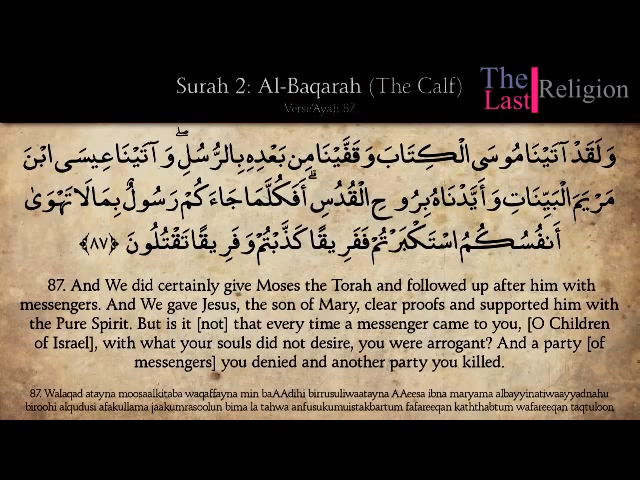 Surah 2: Al-Baqarah (The Calf)
Verse'Ayah 87
The
Last
Religion
وَلَقَدْ آتَيْنَا مُوسَى الْكِتَابَ وَقَفَّيْنَا مِن بَعْدِهِ بِالرُّسُلِ ۖ وَآتَيْنَا عِيسَى ابْنَ
مَرْيَمَ الْبَيِّنَاتِ وَأَيَّدْنَاهُ بِرُوحِ الْقُدُسِ ۗ أَفَكُلَّمَا جَاءَكُمْ رَسُولٌ بِمَا لَا تَهْوَىٰ
أَنفُسُكُمُ اسْتَكْبَرْتُمْ فَفَرِيقًا كَذَّبْتُمْ وَفَرِيقًا تَقْتُلُونَ ﴿٨٧﴾
87. And We did certainly give Moses the Torah and followed up after him with
messengers. And We gave Jesus, the son of Mary, clear proofs and supported him with
the Pure Spirit. But is it [not] that every time a messenger came to you, [O Children
of Israel], with what your souls did not desire, you were arrogant? And a party [of
messengers] you denied and another party you killed.
87. Walaqad atayna moosaalkitaba waqaffayna min baAAdihi birrusuliwaatayna AAeesa ibna maryama albayyinatiwaayyadnahu
biroohi alqudusi afakullama jaakumrasoolun bima la tahwa anfusukumuistakbartum fafareeqan kaththabtum wafareeqan taqtuloon